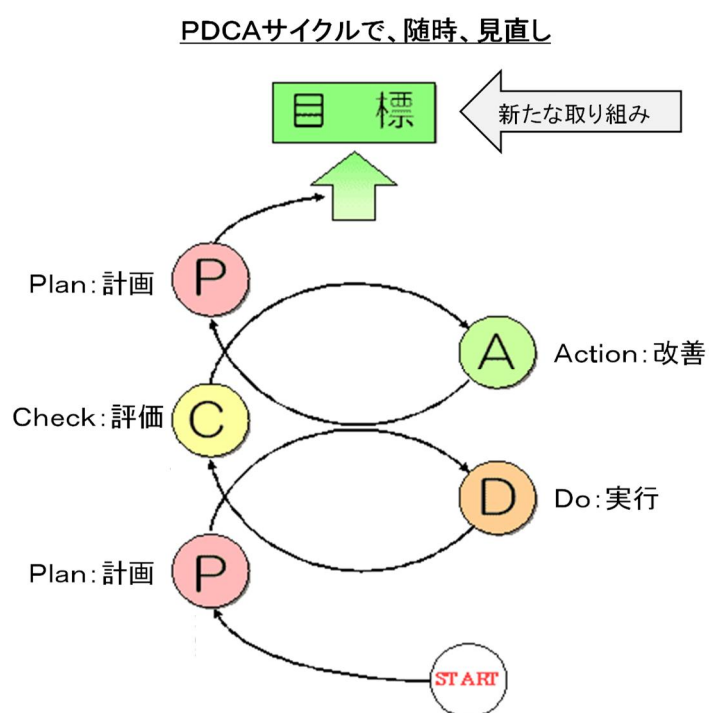 PDCAサイクルで、随時、見直し
目　標
新たな取り組み
Plan：計画
P
A
Action：改善
Check：評価
C
D
Do：実行
Plan：計画
P
START